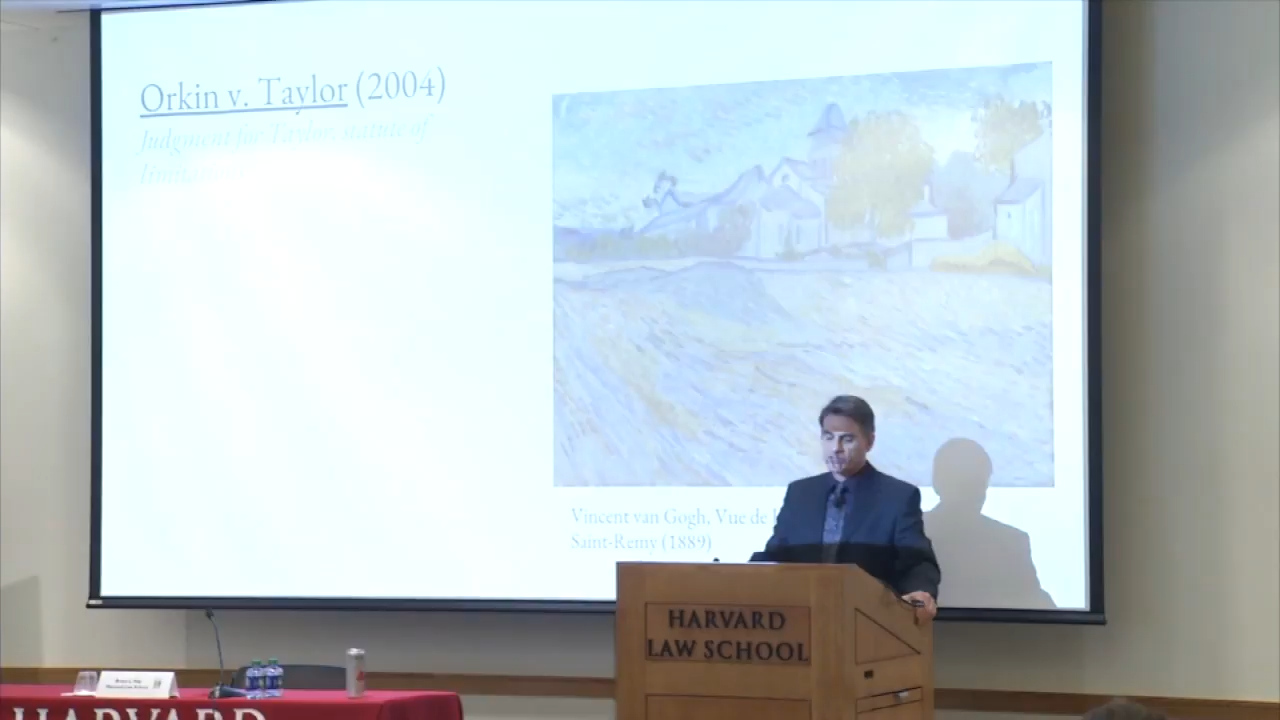 Orkin v. Taylor (2004)
Judgment for Taylor; statute of
Vincent van Gogh, Vue de
Saint-Remy (1889)
HARVARD
LAW SCHOOL
HARVARD